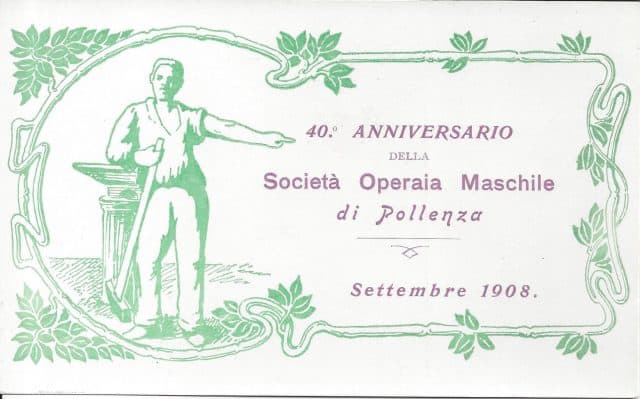 40.º ANNIVERSARIO
DELLA
Società Operaia Maschile
di Pollenza
Settembre 1908.